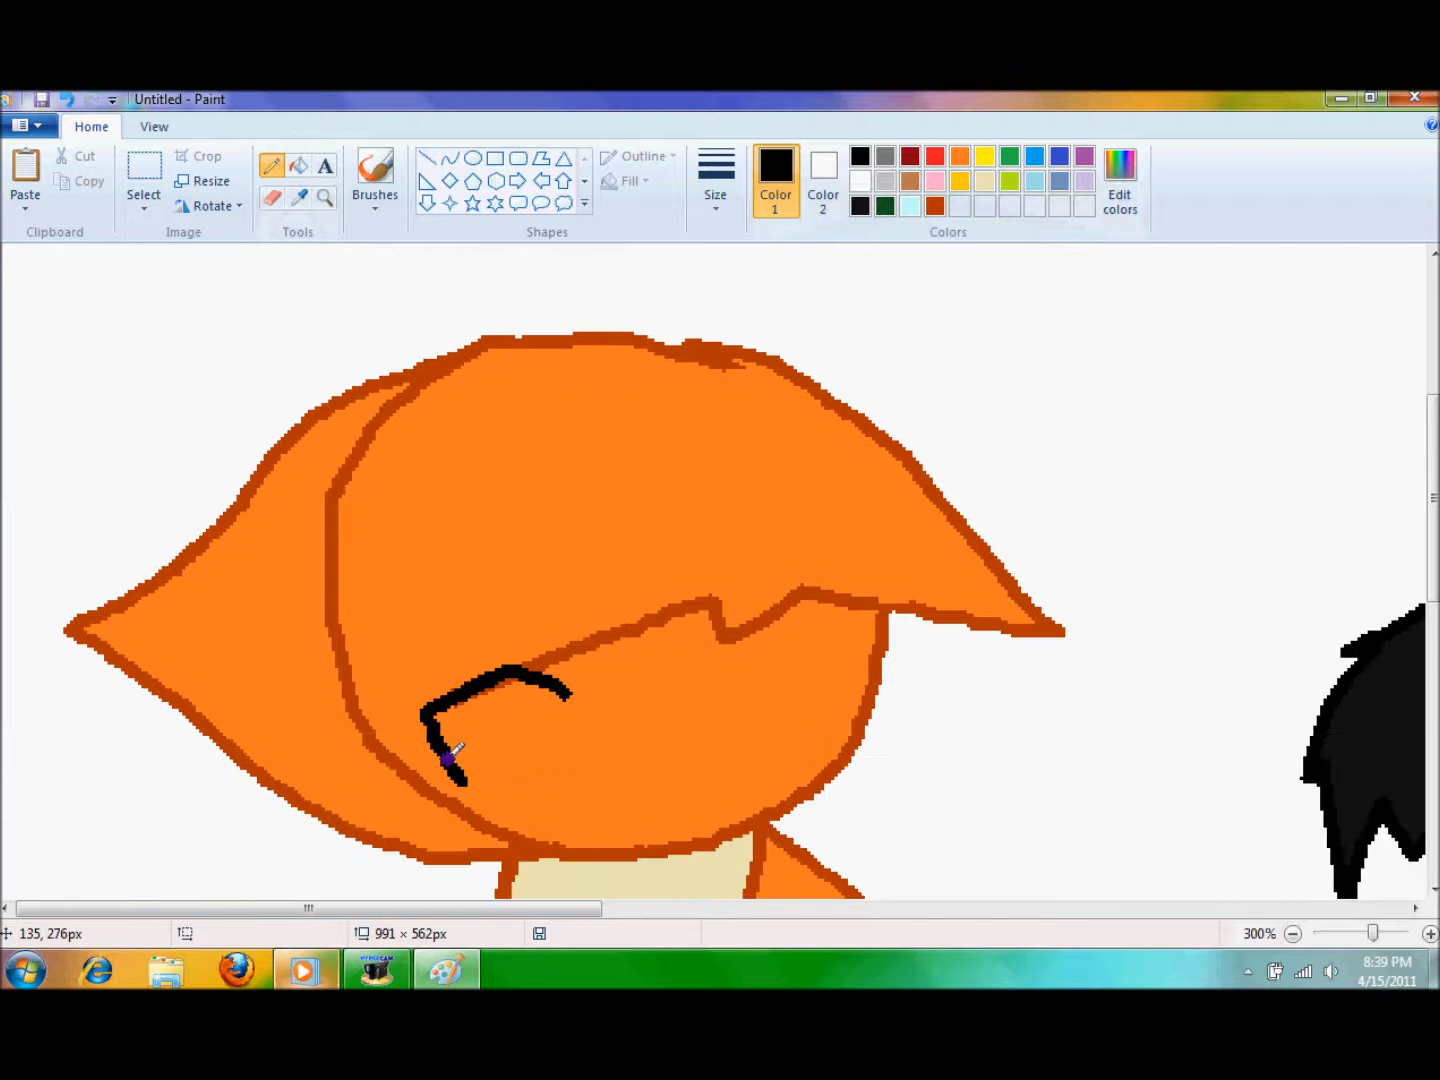 Untitled - Paint
Home View
Paste
Cut
Copy
Clipboard
Select
Crop
Resize
Rotate
Image
A
Tools
Brushes
Outline
Fill
Shapes
Size
Color 1
Color 2
Edit colors
Colors
135, 276px
991 × 562px
300%
HYPERCAM
8:39 PM
4/15/2011